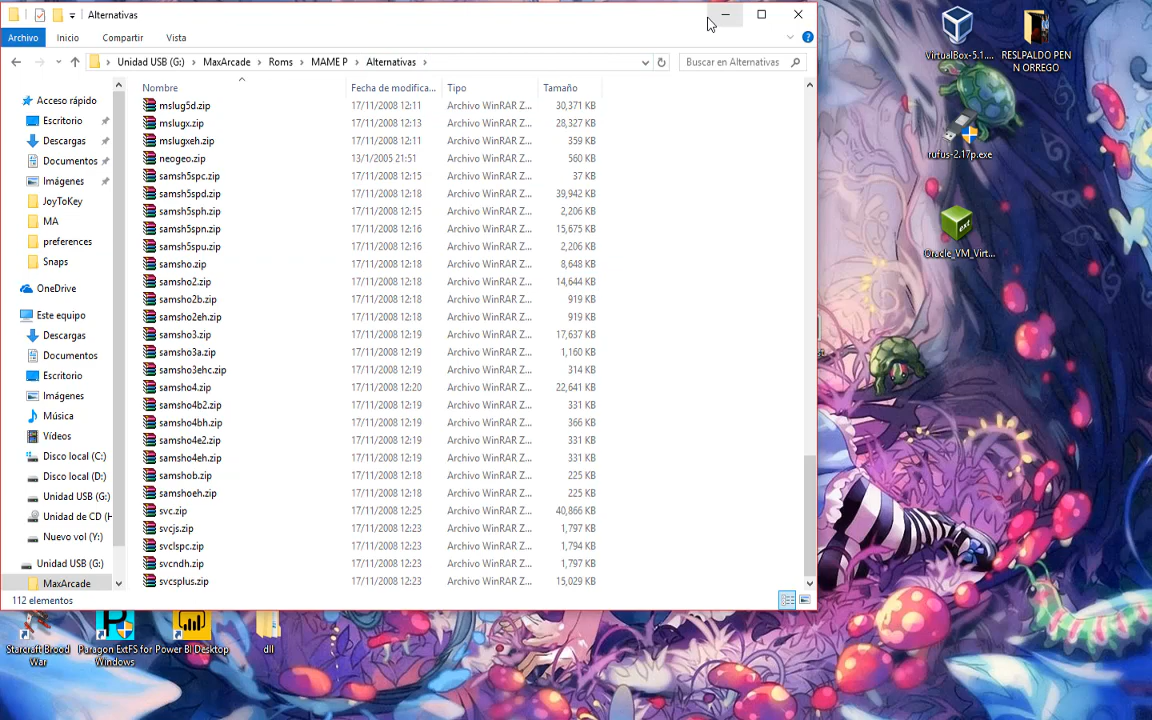 Alternativas
Archivo Inicio Compartir Vista
Unidad USB (G:) > MaxArcade > Roms > MAME P > Alternativas >
Buscar en Alternativas
Nombre Fecha de modifica... Tipo Tamaño
mslug5d.zip 17/11/2008 12:11 Archivo WinRAR Z... 30,371 KB
mslugx.zip 17/11/2008 12:13 Archivo WinRAR Z... 28,327 KB
mslugxeh.zip 17/11/2008 12:11 Archivo WinRAR Z... 359 KB
neogeo.zip 13/1/2005 21:51 Archivo WinRAR Z... 560 KB
samsh5spc.zip 17/11/2008 12:15 Archivo WinRAR Z... 37 KB
samsh5spd.zip 17/11/2008 12:18 Archivo WinRAR Z... 39,942 KB
samsh5sph.zip 17/11/2008 12:15 Archivo WinRAR Z... 2,206 KB
samsh5spn.zip 17/11/2008 12:16 Archivo WinRAR Z... 15,675 KB
samsh5spu.zip 17/11/2008 12:16 Archivo WinRAR Z... 2,206 KB
samsho.zip 17/11/2008 12:18 Archivo WinRAR Z... 8,648 KB
samsho2.zip 17/11/2008 12:18 Archivo WinRAR Z... 14,644 KB
samsho2b.zip 17/11/2008 12:18 Archivo WinRAR Z... 919 KB
samsho2eh.zip 17/11/2008 12:18 Archivo WinRAR Z... 919 KB
samsho3.zip 17/11/2008 12:19 Archivo WinRAR Z... 17,637 KB
samsho3a.zip 17/11/2008 12:19 Archivo WinRAR Z... 1,160 KB
samsho3ehc.zip 17/11/2008 12:19 Archivo WinRAR Z... 314 KB
samsho4.zip 17/11/2008 12:20 Archivo WinRAR Z... 22,641 KB
samsho4b2.zip 17/11/2008 12:19 Archivo WinRAR Z... 331 KB
samsho4bh.zip 17/11/2008 12:19 Archivo WinRAR Z... 366 KB
samsho4e2.zip 17/11/2008 12:19 Archivo WinRAR Z... 331 KB
samsho4eh.zip 17/11/2008 12:19 Archivo WinRAR Z... 331 KB
samshob.zip 17/11/2008 12:18 Archivo WinRAR Z... 225 KB
samshoeh.zip 17/11/2008 12:18 Archivo WinRAR Z... 225 KB
svc.zip 17/11/2008 12:25 Archivo WinRAR Z... 40,866 KB
svcjs.zip 17/11/2008 12:23 Archivo WinRAR Z... 1,797 KB
svclspc.zip 17/11/2008 12:23 Archivo WinRAR Z... 1,794 KB
svcndh.zip 17/11/2008 12:23 Archivo WinRAR Z... 1,797 KB
svcsplus.zip 17/11/2008 12:23 Archivo WinRAR Z... 15,029 KB
Acceso rápido
Escritorio
Descargas
Documentos
Imágenes
JoyToKey
MA
preferences
Snaps
OneDrive
Este equipo
Descargas
Documentos
Escritorio
Imágenes
Música
Vídeos
Disco local (C:)
Disco local (D:)
Unidad USB (G:)
Unidad de CD (H
Nuevo vol (Y:)
Unidad USB (G:)
MaxArcade
112 elementos
VirtualBox-5.1....
RESLPALDO PEN
N ORREGO
rufus-2.17p.exe
ext
Oracle_VM_Virt...
Starcraft Brood
War
Paragon ExtFS for
Windows
Power BI Desktop
dll